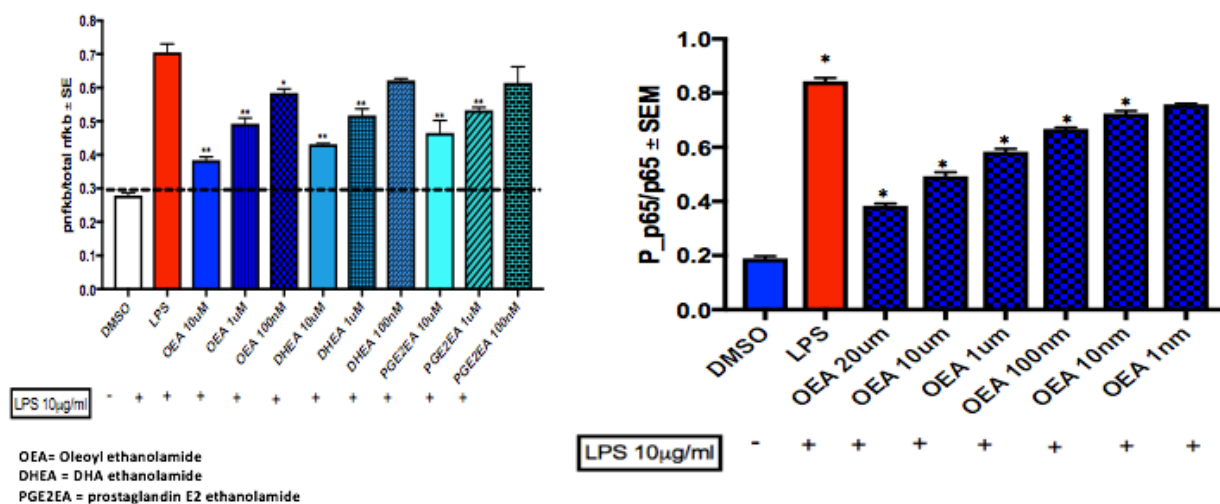 pnfkb/total nfkb ± SE
0.8
0.7
0.6
0.5
0.4
0.3
0.2
0.1
0.0
** ** * ** ** ** **
DMSO
LPS
OEA 10uM
OEA 1uM
OEA 100nM
DHEA 10uM
DHEA 1uM
DHEA 100nM
PGE2EA 10uM
PGE2EA 1uM
PGE2EA 100nM
LPS 10µg/ml - + + + + + + + + +
OEA= Oleoyl ethanolamide
DHEA = DHA ethanolamide
PGE2EA = prostaglandin E2 ethanolamide
P_p65/p65 ± SEM
1.0
0.8
0.6
0.4
0.2
0.0
* * * * * *
DMSO
LPS
OEA 20um
OEA 10um
OEA 1um
OEA 100nm
OEA 10nm
OEA 1nm
LPS 10µg/ml - + + + + + + +